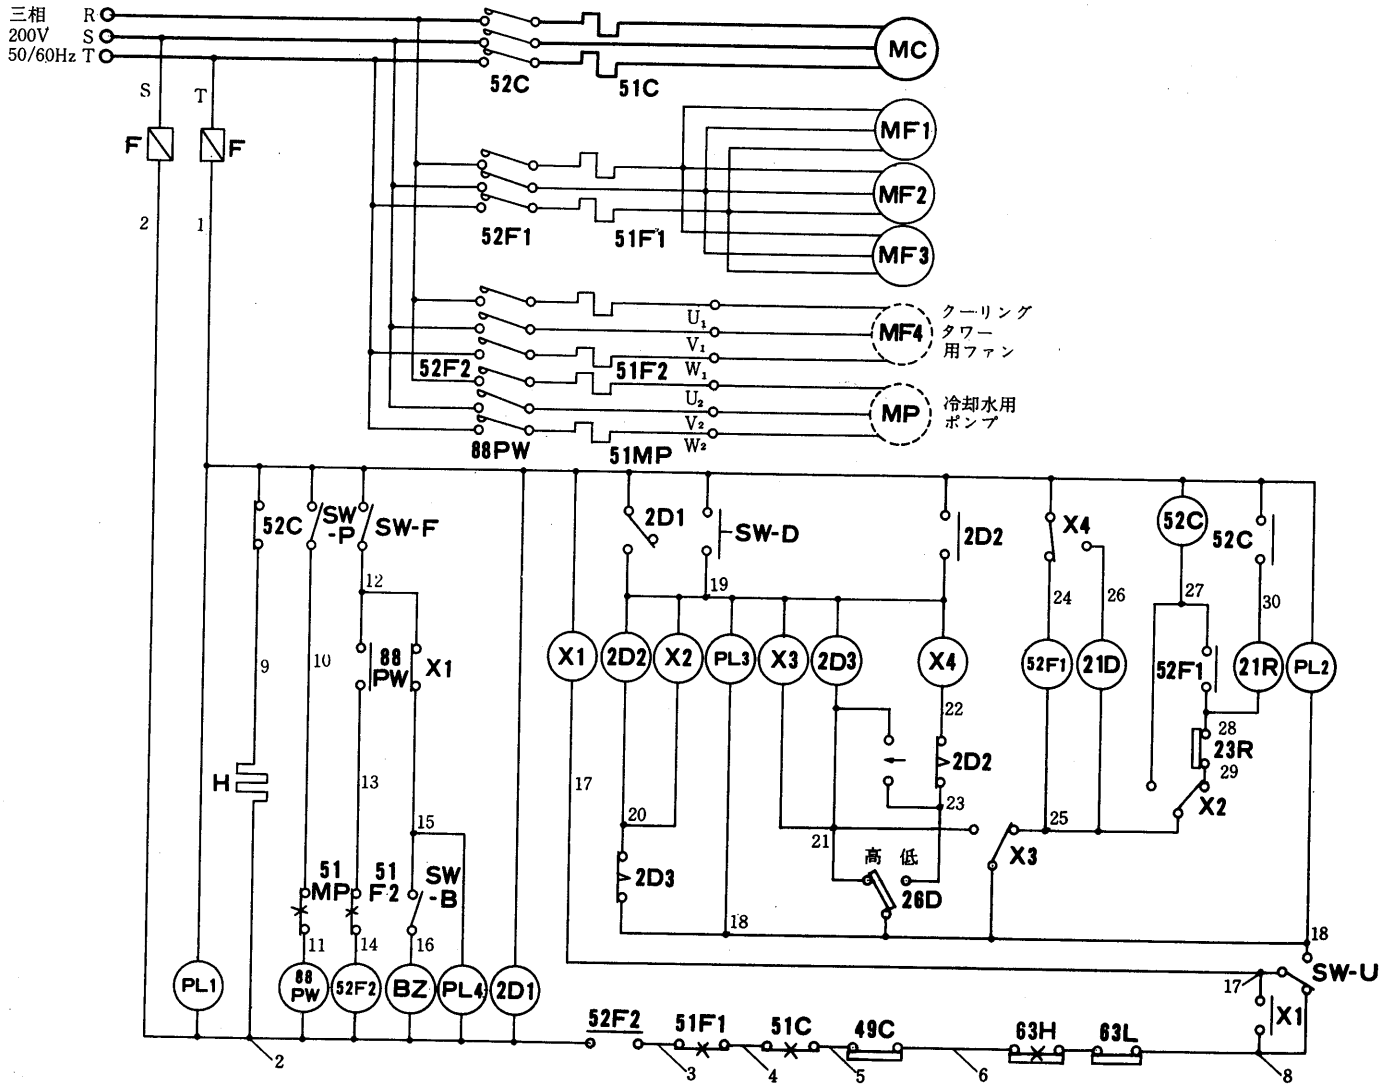 三相 R
200V S
50/60Hz T
52C
51C
MC
S
T
F
F
MF1
MF2
MF3
2
1
52F1
51F1
U₁
V₁
W₁
MF4
クーリング
タワー
用ファン
52F2
51F2
U₂
V₂
W₂
MP
冷却水用
ポンプ
88PW
51MP
52C
SW
-P
SW-F
2D1
SW-D
2D2
X4
52C
52C
12
19
24
26
27
30
9
10
88
PW
X1
X1
2D2
X2
PL3
X3
2D3
X4
52F1
21D
52F1
21R
PL2
22
28
23R
29
H
13
17
2D2
23
X2
15
20
21
25
高 低
X3
51
MP
51
F2
SW
-B
2D3
26D
11
14
16
18
18
SW-U
17
PL1
88
PW
52F2
BZ
PL4
2D1
X1
52F2
51F1
51C
49C
63H
63L
2
3
4
5
6
8